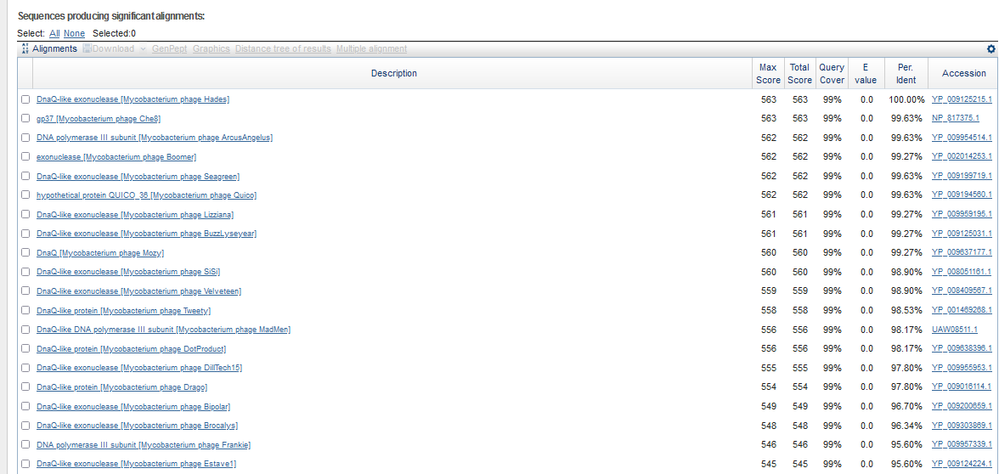 Sequences producing significant alignments:
Select: All None Selected:0
Alignments Download GenPept Graphics Distance tree of results Multiple alignment
Description Max Score Total Score Query Cover E value Per. Ident Accession
DnaQ-like exonuclease [Mycobacterium phage Hades] 563 563 99% 0.0 100.00% YP_009125215.1
gp37 [Mycobacterium phage Che8] 563 563 99% 0.0 99.63% NP_817375.1
DNA polymerase III subunit [Mycobacterium phage ArcusAngelus] 562 562 99% 0.0 99.63% YP_009954514.1
exonuclease [Mycobacterium phage Boomer] 562 562 99% 0.0 99.27% YP_002014253.1
DnaQ-like exonuclease [Mycobacterium phage Seagreen] 562 562 99% 0.0 99.63% YP_009199719.1
hypothetical protein QUICO_36 [Mycobacterium phage Quico] 562 562 99% 0.0 99.63% YP_009194560.1
DnaQ-like exonuclease [Mycobacterium phage Lizziana] 561 561 99% 0.0 99.27% YP_009959195.1
DnaQ-like exonuclease [Mycobacterium phage BuzzLyseyear] 561 561 99% 0.0 99.27% YP_009125031.1
DnaQ [Mycobacterium phage Mozy] 560 560 99% 0.0 99.27% YP_009637177.1
DnaQ-like exonuclease [Mycobacterium phage SiSi] 560 560 99% 0.0 98.90% YP_008051161.1
DnaQ-like exonuclease [Mycobacterium phage Velveteen] 559 559 99% 0.0 98.90% YP_008409567.1
DnaQ-like protein [Mycobacterium phage Tweety] 558 558 99% 0.0 98.53% YP_001469268.1
DnaQ-like DNA polymerase III subunit [Mycobacterium phage MadMen] 556 556 99% 0.0 98.17% UAW08511.1
DnaQ-like protein [Mycobacterium phage DotProduct] 556 556 99% 0.0 98.17% YP_009638396.1
DnaQ-like exonuclease [Mycobacterium phage DillTech15] 555 555 99% 0.0 97.80% YP_009955953.1
DnaQ-like protein [Mycobacterium phage Drago] 554 554 99% 0.0 97.80% YP_009016114.1
DnaQ-like exonuclease [Mycobacterium phage Bipolar] 549 549 99% 0.0 96.70% YP_009200659.1
DnaQ-like exonuclease [Mycobacterium phage Brocalys] 548 548 99% 0.0 96.34% YP_009303869.1
DNA polymerase III subunit [Mycobacterium phage Frankie] 546 546 99% 0.0 95.60% YP_009957339.1
DnaQ-like exonuclease [Mycobacterium phage Estave1] 545 545 99% 0.0 95.60% YP_009124224.1